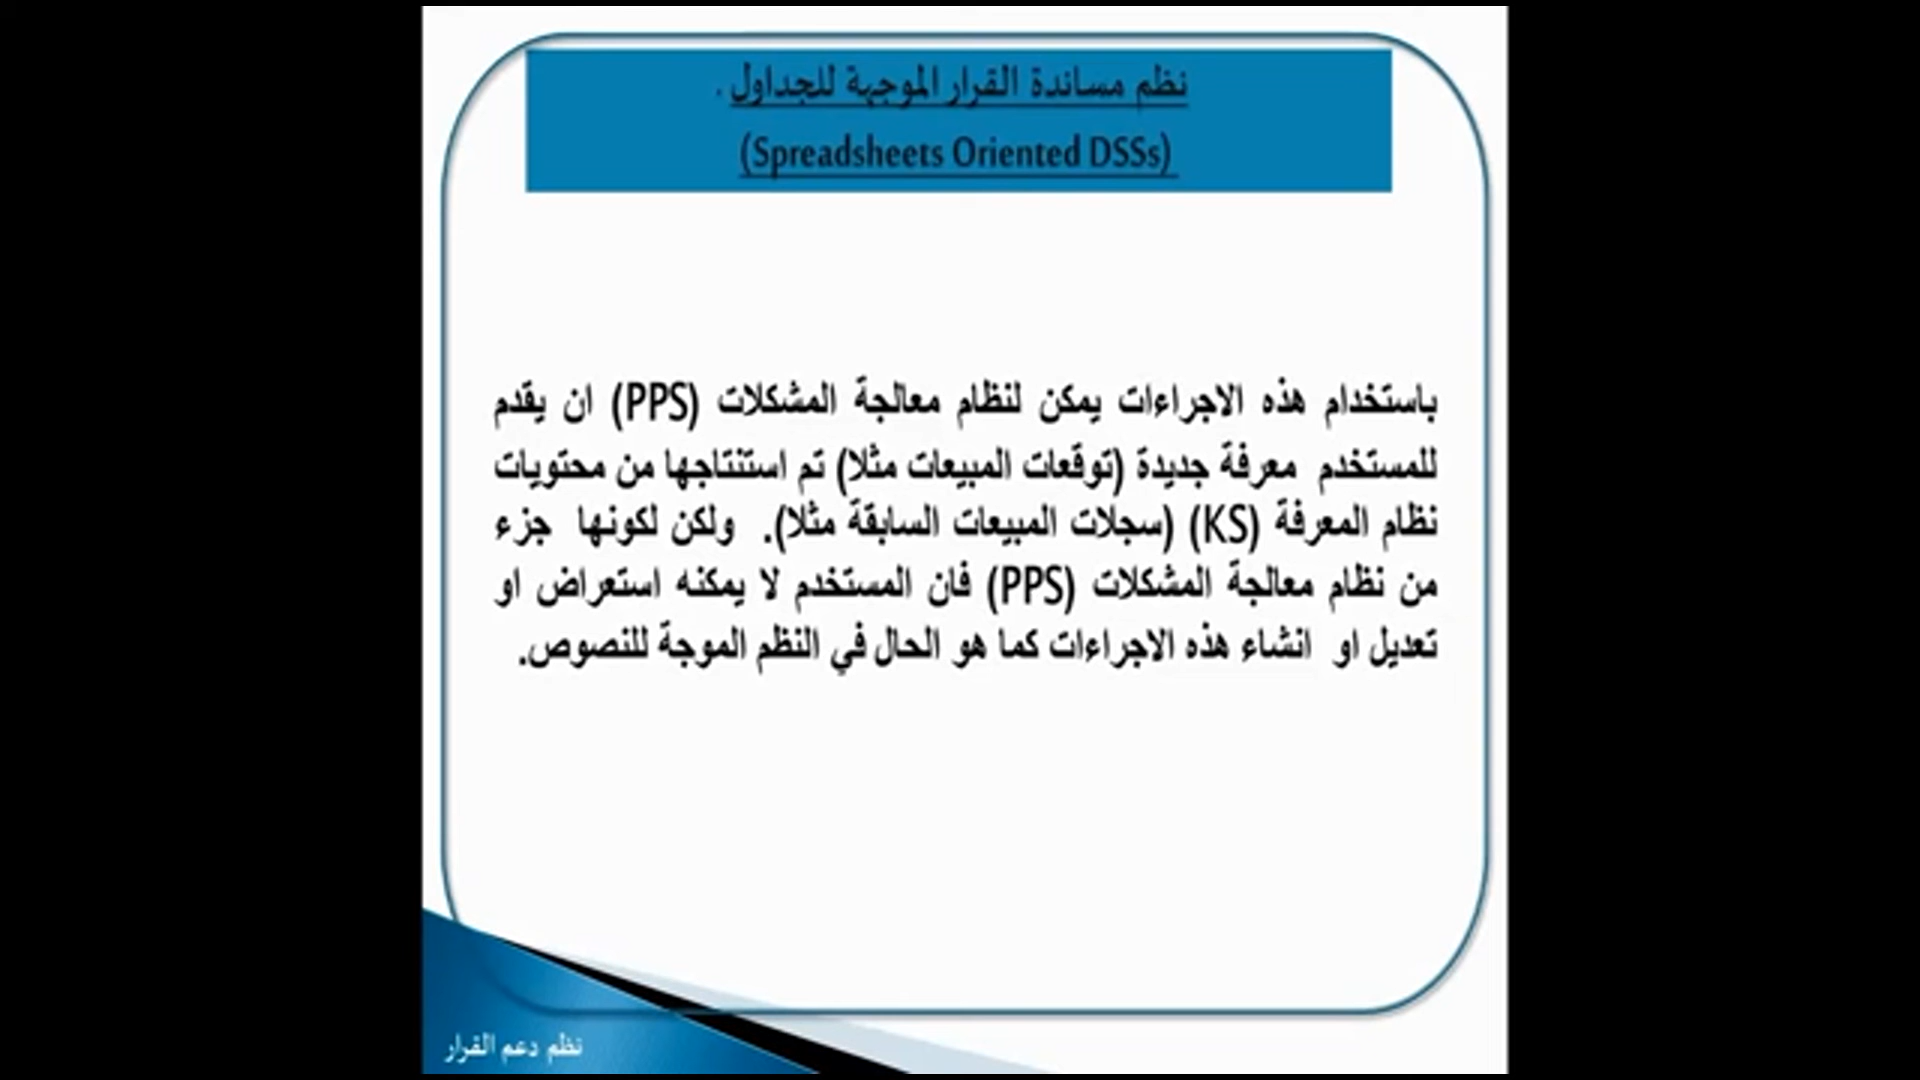 نظم مساندة القرار الموجهة للجداول .
(Spreadsheets Oriented DSSs)
باستخدام هذه الاجراءات يمكن لنظام معالجة المشكلات (PPS) ان يقدم
للمستخدم معرفة جديدة (توقعات المبيعات مثلا) تم استنتاجها من محتويات
نظام المعرفة (KS) (سجلات المبيعات السابقة مثلا). ولكن لكونها جزء
من نظام معالجة المشكلات (PPS) فان المستخدم لا يمكنه استعراض او
تعديل او انشاء هذه الاجراءات كما هو الحال في النظم الموجة للنصوص.
نظم دعم القرار